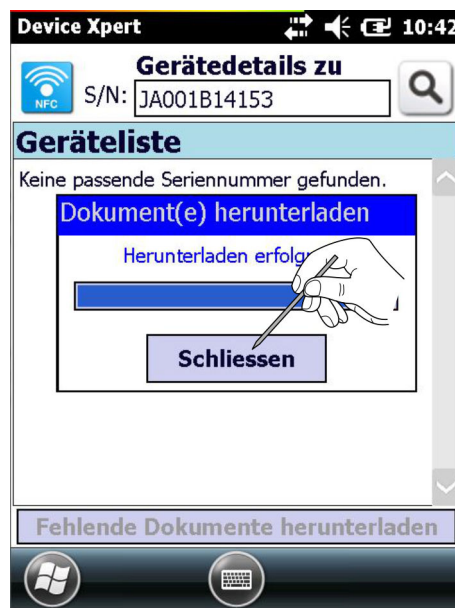 Device Xpert 10:42
Gerätedetails zu
NFC S/N: JA001B14153
Geräteliste
Keine passende Seriennummer gefunden.
Dokument(e) herunterladen
Herunterladen
Schliessen
Fehlende Dokumente herunterladen